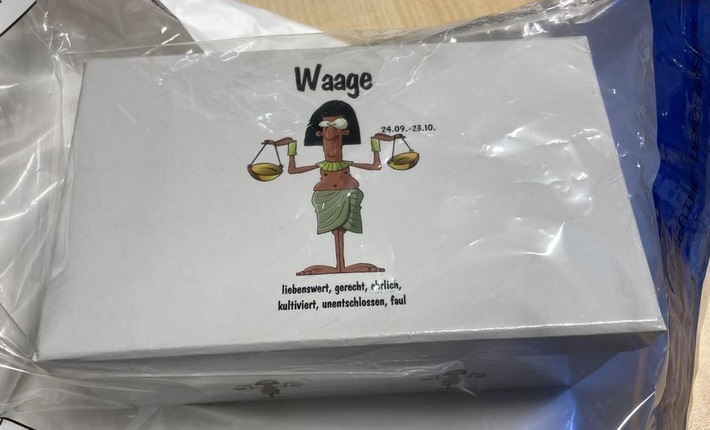 Waage
24.09.-23.10.
liebenswert, gerecht, ehrlich,
kultiviert, unentschlossen, faul